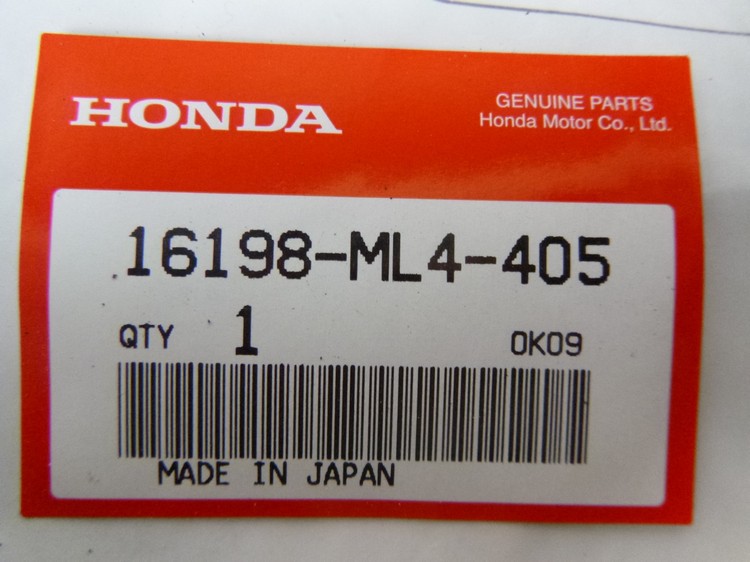 HONDA
GENUINE PARTS
Honda Motor Co., Ltd.
16198-ML4-405
QTY 1 0K09
MADE IN JAPAN